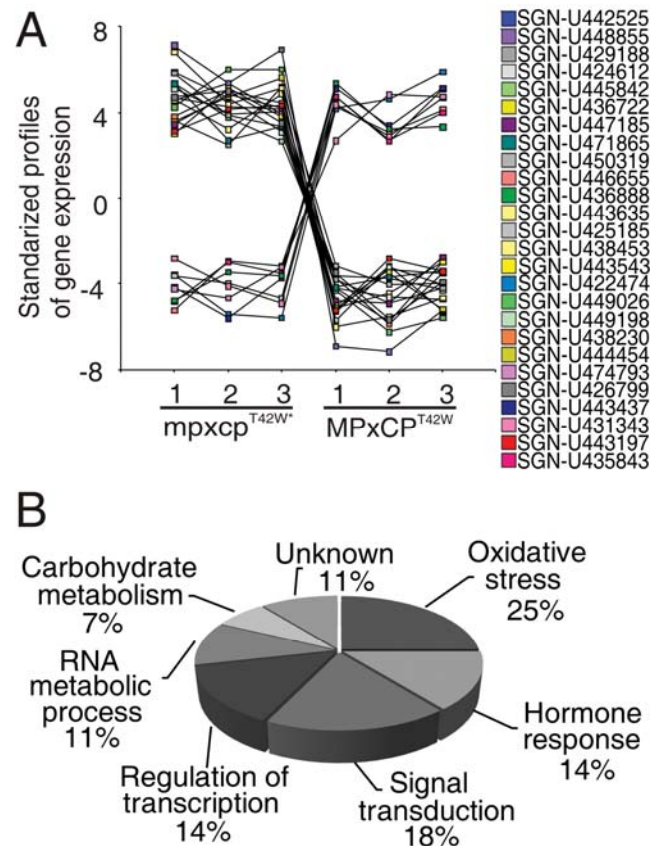 A
8
4
0
-4
-8
Standarized profiles
of gene expression
1 2 3 1 2 3
mpxcp^T42W* MPxCP^T42W
SGN-U442525
SGN-U448855
SGN-U429188
SGN-U424612
SGN-U445842
SGN-U436722
SGN-U447185
SGN-U471865
SGN-U450319
SGN-U446655
SGN-U436888
SGN-U443635
SGN-U425185
SGN-U438453
SGN-U443543
SGN-U422474
SGN-U449026
SGN-U449198
SGN-U438230
SGN-U444454
SGN-U474793
SGN-U426799
SGN-U443437
SGN-U431343
SGN-U443197
SGN-U435843
B
Unknown
11%
Oxidative
stress
25%
Carbohydrate
metabolism
7%
RNA
metabolic
process
11%
Hormone
response
14%
Regulation of
transcription
14%
Signal
transduction
18%